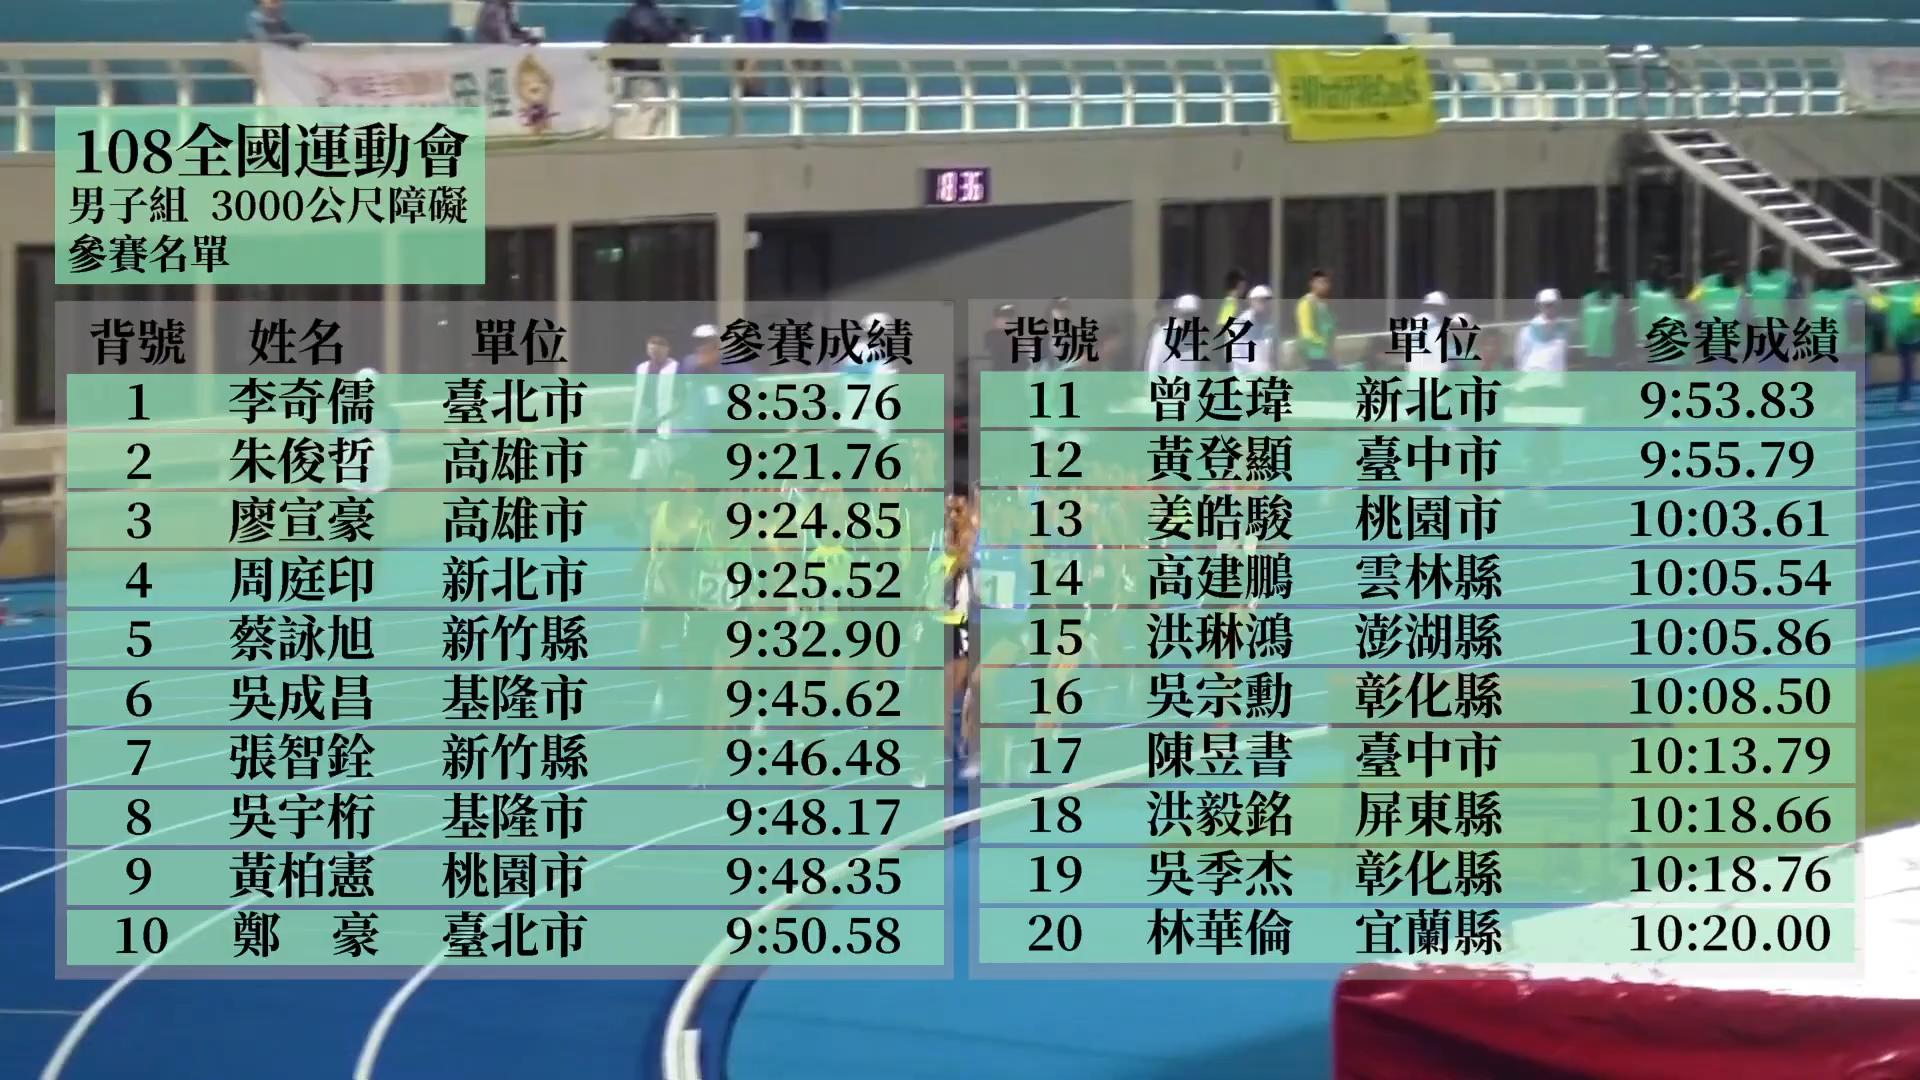 108全國運動會
男子組 3000公尺障礙
參賽名單
18:36
背號 姓名 單位 參賽成績
1 李奇儒 臺北市 8:53.76
2 朱俊哲 高雄市 9:21.76
3 廖宣豪 高雄市 9:24.85
4 周庭印 新北市 9:25.52
5 蔡詠旭 新竹縣 9:32.90
6 吳成昌 基隆市 9:45.62
7 張智銓 新竹縣 9:46.48
8 吳宇桁 基隆市 9:48.17
9 黃柏憲 桃園市 9:48.35
10 鄭 豪 臺北市 9:50.58
背號 姓名 單位 參賽成績
11 曾廷瑋 新北市 9:53.83
12 黃登顯 臺中市 9:55.79
13 姜皓駿 桃園市 10:03.61
14 高建鵬 雲林縣 10:05.54
15 洪琳鴻 澎湖縣 10:05.86
16 吳宗勳 彰化縣 10:08.50
17 陳昱書 臺中市 10:13.79
18 洪毅銘 屏東縣 10:18.66
19 吳季杰 彰化縣 10:18.76
20 林華倫 宜蘭縣 10:20.00